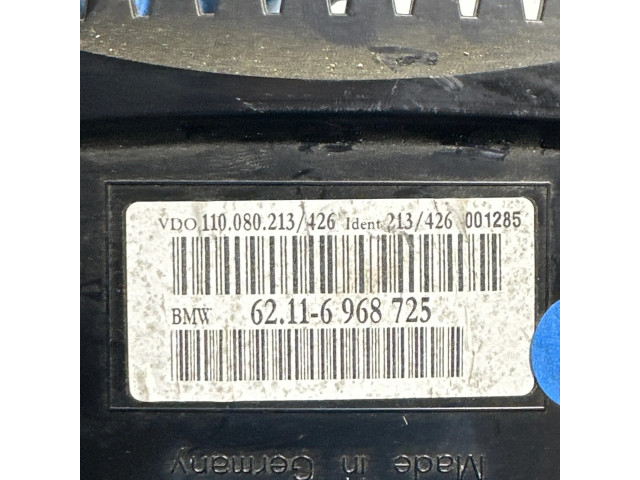 VDO 110.080.213/426 Ident. 213/426 001285
BMW 62.11-6 968 725
Made in Germany